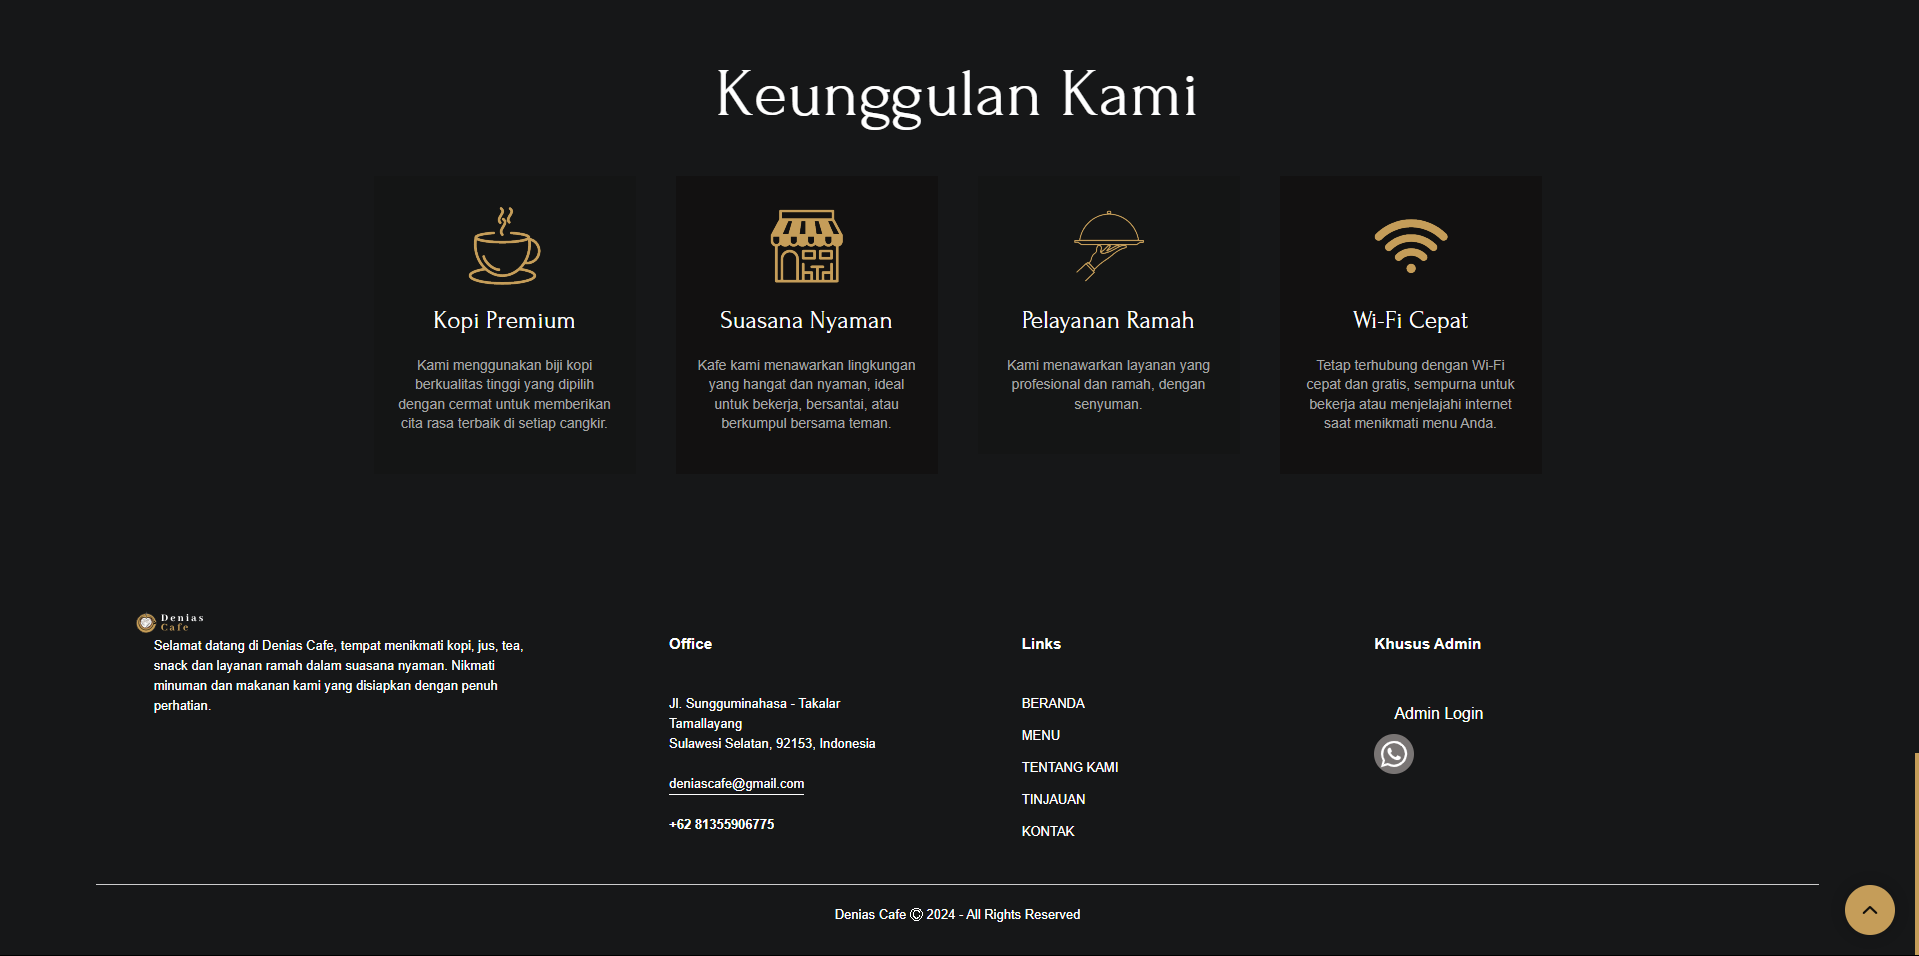 Keunggulan Kami
Kopi Premium
Kami menggunakan biji kopi
berkualitas tinggi yang dipilih
dengan cermat untuk memberikan
cita rasa terbaik di setiap cangkir.
Suasana Nyaman
Kafe kami menawarkan lingkungan
yang hangat dan nyaman, ideal
untuk bekerja, bersantai, atau
berkumpul bersama teman.
Pelayanan Ramah
Kami menawarkan layanan yang
profesional dan ramah, dengan
senyuman.
Wi-Fi Cepat
Tetap terhubung dengan Wi-Fi
cepat dan gratis, sempurna untuk
bekerja atau menjelajahi internet
saat menikmati menu Anda.
Denias
Cafe
Selamat datang di Denias Cafe, tempat menikmati kopi, jus, tea,
snack dan layanan ramah dalam suasana nyaman. Nikmati
minuman dan makanan kami yang disiapkan dengan penuh
perhatian.
Office
Jl. Sungguminahasa - Takalar
Tamallayang
Sulawesi Selatan, 92153, Indonesia
deniascafe@gmail.com
+62 81355906775
Links
BERANDA
MENU
TENTANG KAMI
TINJAUAN
KONTAK
Khusus Admin
Admin Login
Denias Cafe © 2024 - All Rights Reserved